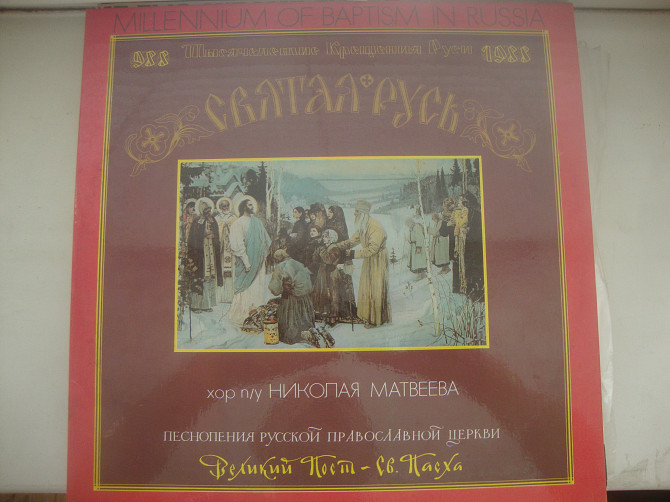 MILLENNIUM OF BAPTISM IN RUSSIA
988 Тысячелетие Крещения Руси 1988
СВЯТАЯ РУСЬ
хор п/у НИКОЛАЯ МАТВЕЕВА
ПЕСНОПЕНИЯ РУССКОЙ ПРАВОСЛАВНОЙ ЦЕРКВИ
Великий Пост – Св. Пасха